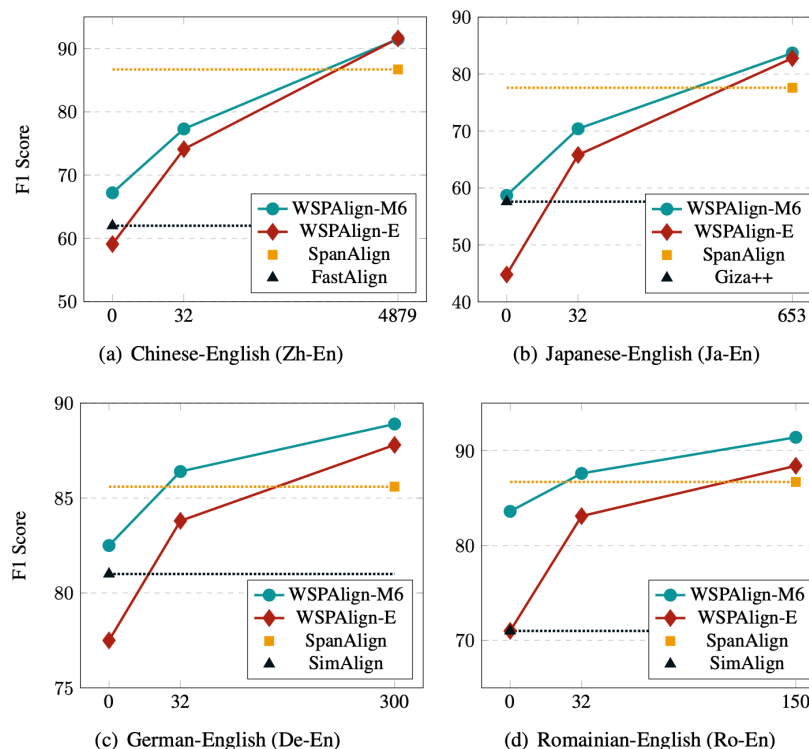 90
80
70
60
50
F1 Score
WSPAlign-M6
WSPAlign-E
SpanAlign
FastAlign
0 32 4879
(a) Chinese-English (Zh-En)
90
80
70
60
50
40
WSPAlign-M6
WSPAlign-E
SpanAlign
Giza++
0 32 653
(b) Japanese-English (Ja-En)
90
85
80
75
F1 Score
WSPAlign-M6
WSPAlign-E
SpanAlign
SimAlign
0 32 300
(c) German-English (De-En)
90
80
70
WSPAlign-M6
WSPAlign-E
SpanAlign
SimAlign
0 32 150
(d) Romainian-English (Ro-En)